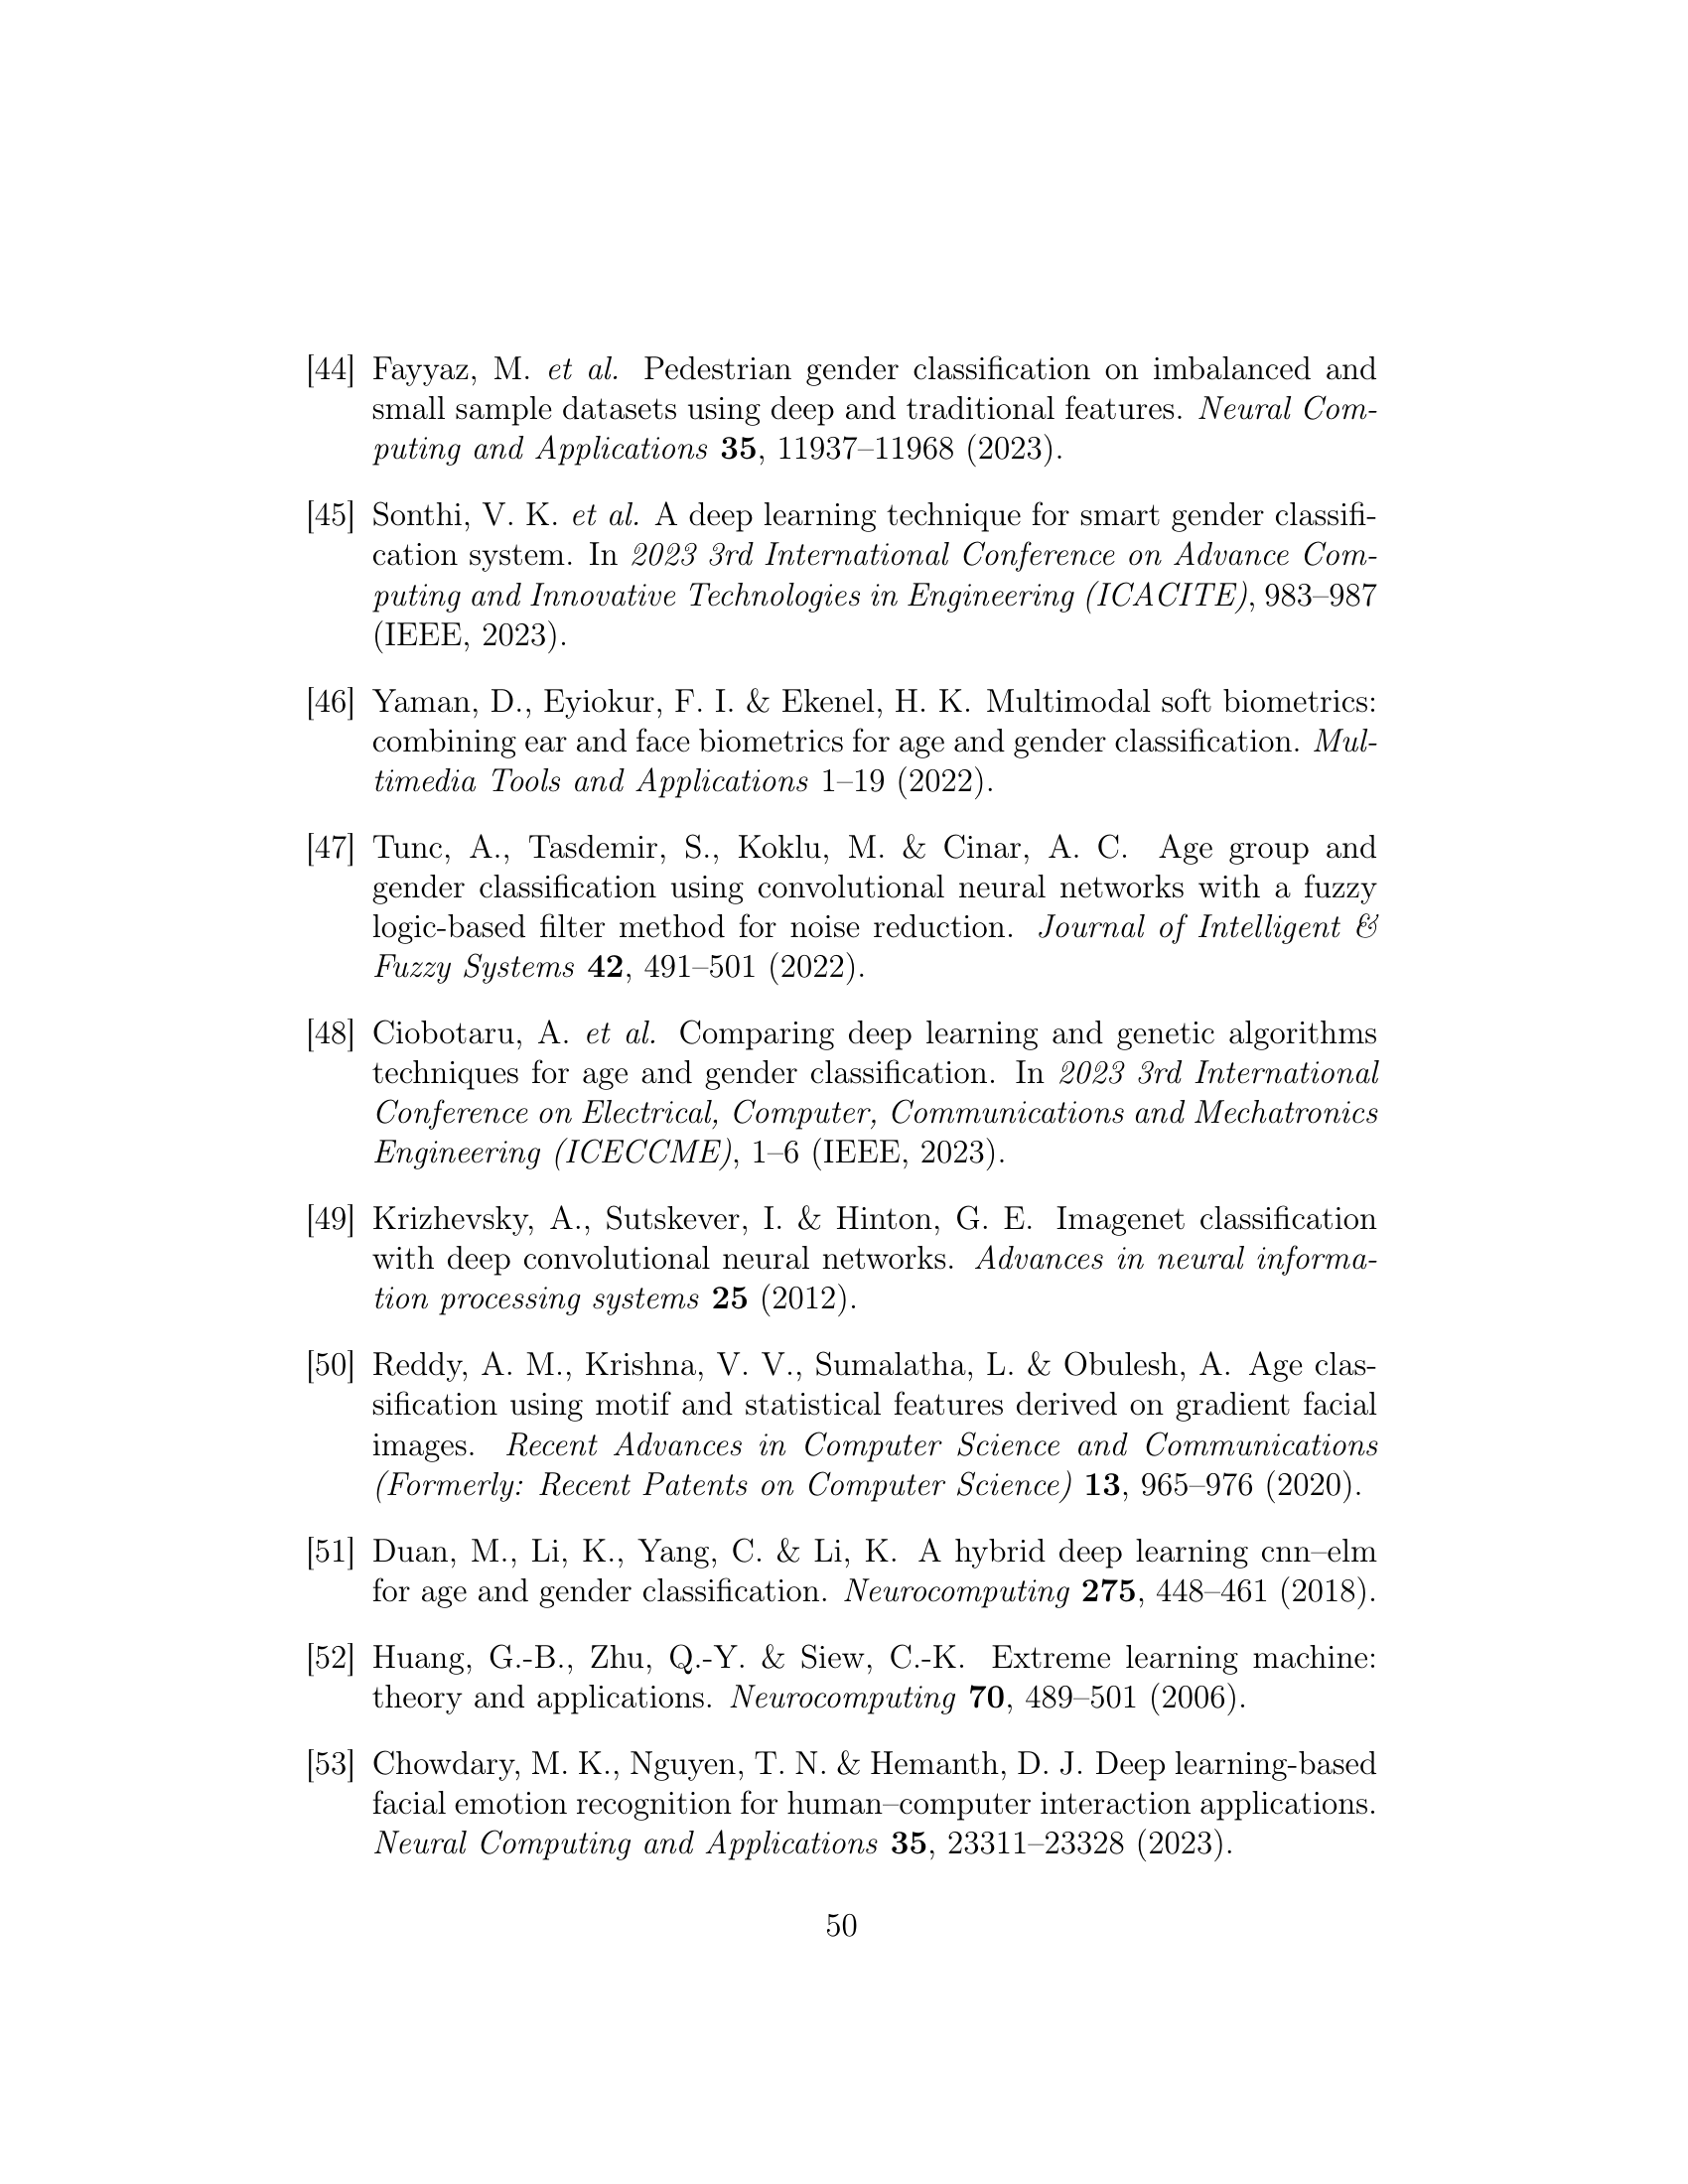 [44] Fayyaz, M. et al. Pedestrian gender classification on imbalanced and
small sample datasets using deep and traditional features. Neural Com-
puting and Applications 35, 11937–11968 (2023).
[45] Sonthi, V. K. et al. A deep learning technique for smart gender classifi-
cation system. In 2023 3rd International Conference on Advance Com-
puting and Innovative Technologies in Engineering (ICACITE), 983–987
(IEEE, 2023).
[46] Yaman, D., Eyiokur, F. I. & Ekenel, H. K. Multimodal soft biometrics:
combining ear and face biometrics for age and gender classification. Mul-
timedia Tools and Applications 1–19 (2022).
[47] Tunc, A., Tasdemir, S., Koklu, M. & Cinar, A. C. Age group and
gender classification using convolutional neural networks with a fuzzy
logic-based filter method for noise reduction. Journal of Intelligent &
Fuzzy Systems 42, 491–501 (2022).
[48] Ciobotaru, A. et al. Comparing deep learning and genetic algorithms
techniques for age and gender classification. In 2023 3rd International
Conference on Electrical, Computer, Communications and Mechatronics
Engineering (ICECCME), 1–6 (IEEE, 2023).
[49] Krizhevsky, A., Sutskever, I. & Hinton, G. E. Imagenet classification
with deep convolutional neural networks. Advances in neural informa-
tion processing systems 25 (2012).
[50] Reddy, A. M., Krishna, V. V., Sumalatha, L. & Obulesh, A. Age clas-
sification using motif and statistical features derived on gradient facial
images. Recent Advances in Computer Science and Communications
(Formerly: Recent Patents on Computer Science) 13, 965–976 (2020).
[51] Duan, M., Li, K., Yang, C. & Li, K. A hybrid deep learning cnn–elm
for age and gender classification. Neurocomputing 275, 448–461 (2018).
[52] Huang, G.-B., Zhu, Q.-Y. & Siew, C.-K. Extreme learning machine:
theory and applications. Neurocomputing 70, 489–501 (2006).
[53] Chowdary, M. K., Nguyen, T. N. & Hemanth, D. J. Deep learning-based
facial emotion recognition for human–computer interaction applications.
Neural Computing and Applications 35, 23311–23328 (2023).
50